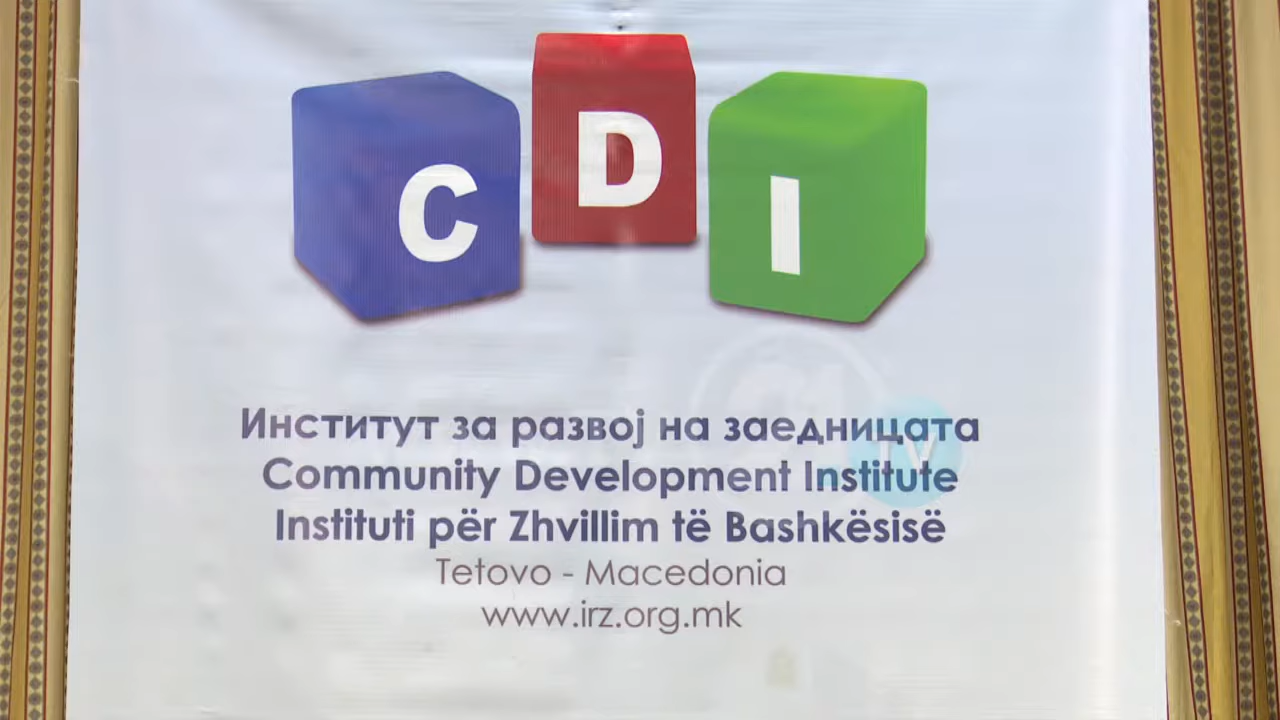 C D I
Институт за развој на заедницата
Community Development Institute
Instituti për Zhvillim të Bashkësisë
Tetovo - Macedonia
www.irz.org.mk
TV